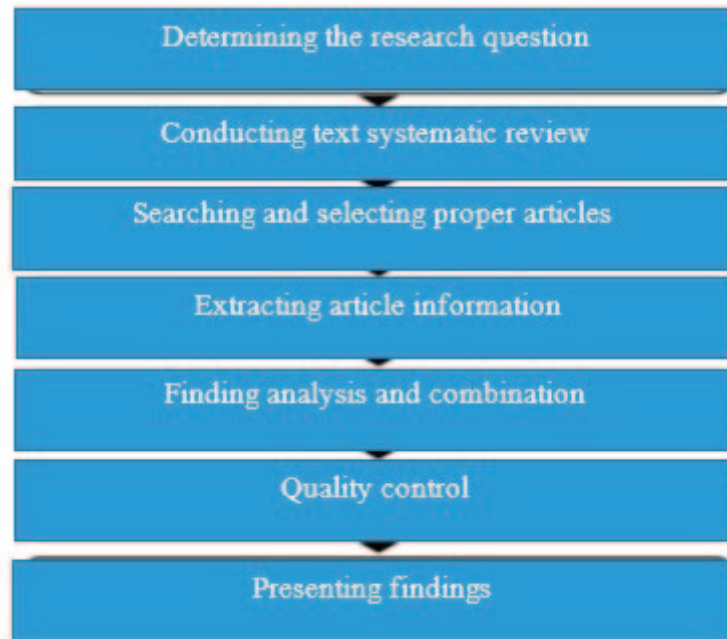 Determining the research question
Conducting text systematic review
Searching and selecting proper articles
Extracting article information
Finding analysis and combination
Quality control
Presenting findings